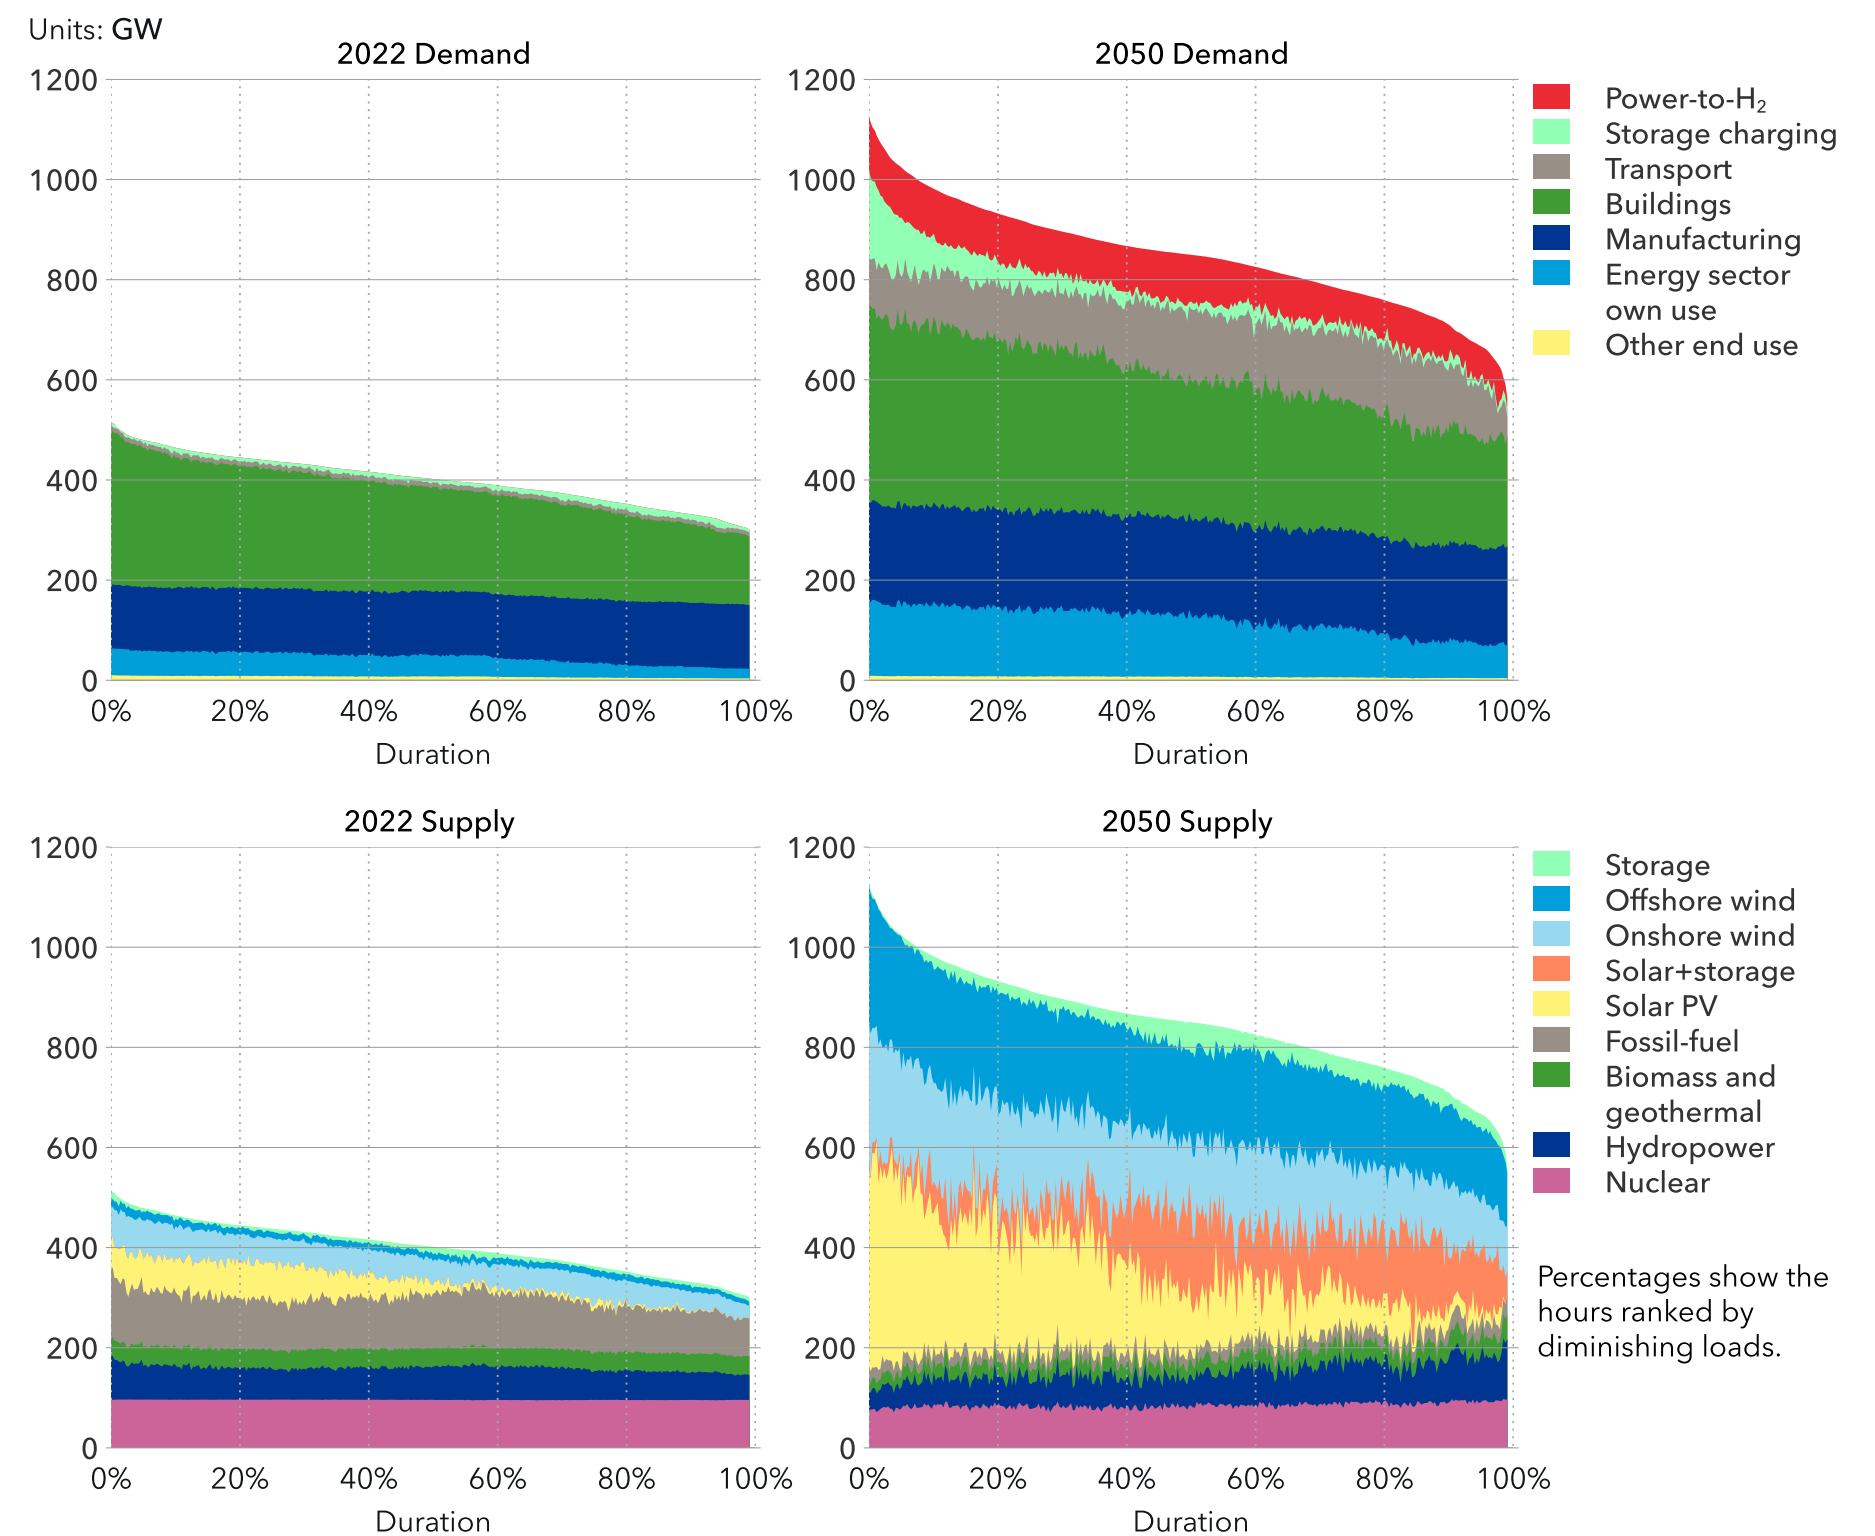 Units: GW
2022 Demand
1200
1000
800
600
400
200
0
0% 20% 40% 60% 80% 100%
Duration
2050 Demand
1200
1000
800
600
400
200
0
0% 20% 40% 60% 80% 100%
Duration
Power-to-H₂
Storage charging
Transport
Buildings
Manufacturing
Energy sector
own use
Other end use
2022 Supply
1200
1000
800
600
400
200
0
0% 20% 40% 60% 80% 100%
Duration
2050 Supply
1200
1000
800
600
400
200
0
0% 20% 40% 60% 80% 100%
Duration
Storage
Offshore wind
Onshore wind
Solar+storage
Solar PV
Fossil-fuel
Biomass and
geothermal
Hydropower
Nuclear
Percentages show the
hours ranked by
diminishing loads.